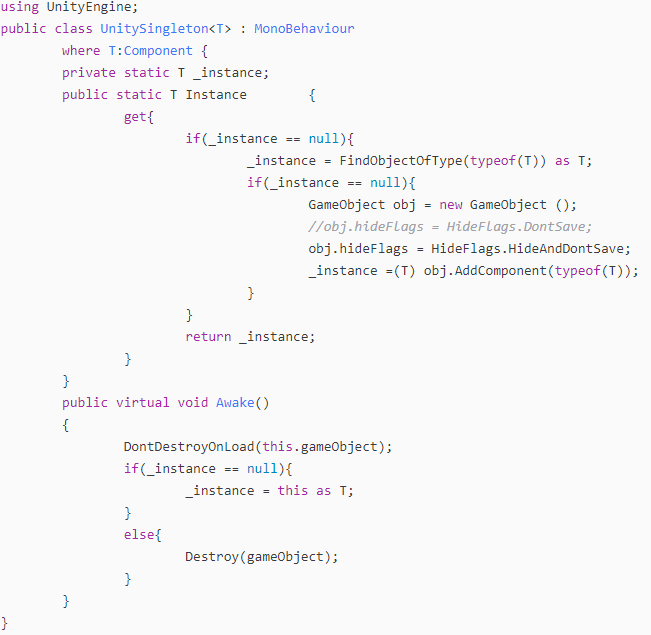 using UnityEngine;
public class UnitySingleton<T> : MonoBehaviour
        where T:Component {
        private static T _instance;
        public static T Instance        {
                get{
                        if(_instance == null){
                                _instance = FindObjectOfType(typeof(T)) as T;
                                if(_instance == null){
                                        GameObject obj = new GameObject ();
                                        //obj.hideFlags = HideFlags.DontSave;
                                        obj.hideFlags = HideFlags.HideAndDontSave;
                                        _instance =(T) obj.AddComponent(typeof(T));
                                }
                        }
                        return _instance;
                }
        }
        public virtual void Awake()
        {
                DontDestroyOnLoad(this.gameObject);
                if(_instance == null){
                        _instance = this as T;
                }
                else{
                        Destroy(gameObject);
                }
        }
}